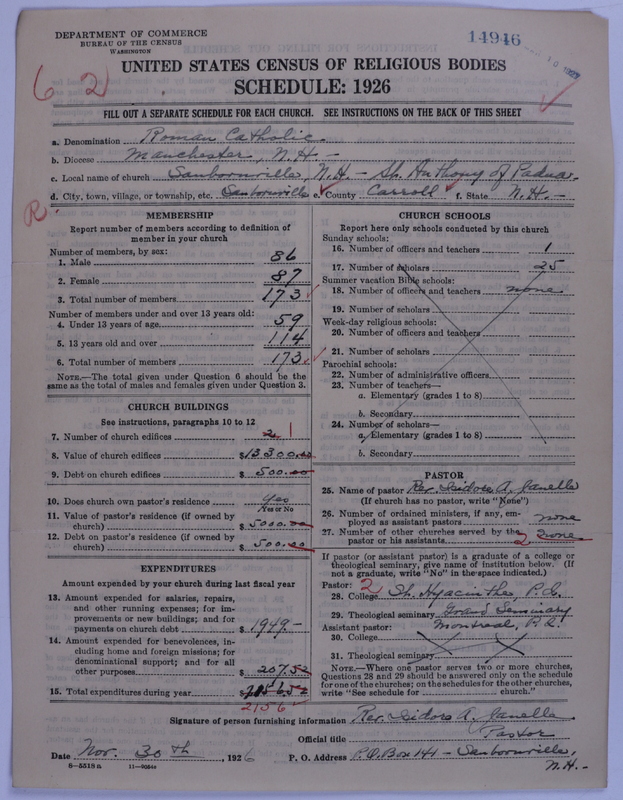 DEPARTMENT OF COMMERCE
BUREAU OF THE CENSUS
WASHINGTON
14946
62
UNITED STATES CENSUS OF RELIGIOUS BODIES
SCHEDULE: 1926
FILL OUT A SEPARATE SCHEDULE FOR EACH CHURCH. SEE INSTRUCTIONS ON THE BACK OF THIS SHEET
a. Denomination Roman Catholic.
b. Diocese Manchester, N.H. -
c. Local name of church Sanbornville, N.H. - St. Anthony of Padua.
d. City, town, village, or township, etc. Sanbornville e. County Carroll f. State N.H. -
R
MEMBERSHIP
Report number of members according to definition of
member in your church
Number of members, by sex:
1. Male 86
2. Female 87
3. Total number of members 173
Number of members under and over 13 years old:
4. Under 13 years of age 59
5. 13 years old and over 114
6. Total number of members 173
NOTE.—The total given under Question 6 should be the
same as the total of males and females given under Question 3.
CHURCH BUILDINGS
See instructions, paragraphs 10 to 12
7. Number of church edifices 2 1
8. Value of church edifices $13300.00
9. Debt on church edifices $500.00
10. Does church own pastor's residence Yes
Yes or No
11. Value of pastor's residence (if owned by
church) $5000.00
12. Debt on pastor's residence (if owned by
church) $500.00
EXPENDITURES
Amount expended by your church during last fiscal year
13. Amount expended for salaries, repairs,
and other running expenses; for im-
provements or new buildings; and for
payments on church debt $1949.-
14. Amount expended for benevolences, in-
cluding home and foreign missions; for
denominational support; and for all
other purposes $207.52
15. Total expenditures during year $2156.52
2156
CHURCH SCHOOLS
Report here only schools conducted by this church
Sunday schools:
16. Number of officers and teachers 1
17. Number of scholars 25
Summer vacation Bible schools:
18. Number of officers and teachers none
19. Number of scholars
Week-day religious schools:
20. Number of officers and teachers
21. Number of scholars
Parochial schools:
22. Number of administrative officers
23. Number of teachers—
a. Elementary (grades 1 to 8)
b. Secondary
24. Number of scholars—
a. Elementary (grades 1 to 8)
b. Secondary
PASTOR
25. Name of pastor Rev. Isidore A.
(If church has no pastor, write "None")
26. Number of ordained ministers, if any, em-
ployed as assistant pastors none
27. Number of other churches served by the
pastor or his assistants 2 none
If pastor (or assistant pastor) is a graduate of a college or
theological seminary, give name of institution below. (If
not a graduate, write "No" in the space indicated.)
Pastor: 2
28. College St. Hyacinthe, P.Q.
29. Theological seminary Grand Seminary
Assistant pastor: Montreal, P.Q.
30. College
31. Theological seminary
NOTE.—Where one pastor serves two or more churches,
Questions 28 and 29 should be answered only on the schedule
for one of the churches; on the schedules for the other churches,
write "See schedule for church."
Signature of person furnishing information Rev. Isidore A.
Official title Pastor
Date Nov. 30th, 1926 P. O. Address P.O. Box 141 - Sanbornville,
N.H. -
8—5518 a 11—9084a